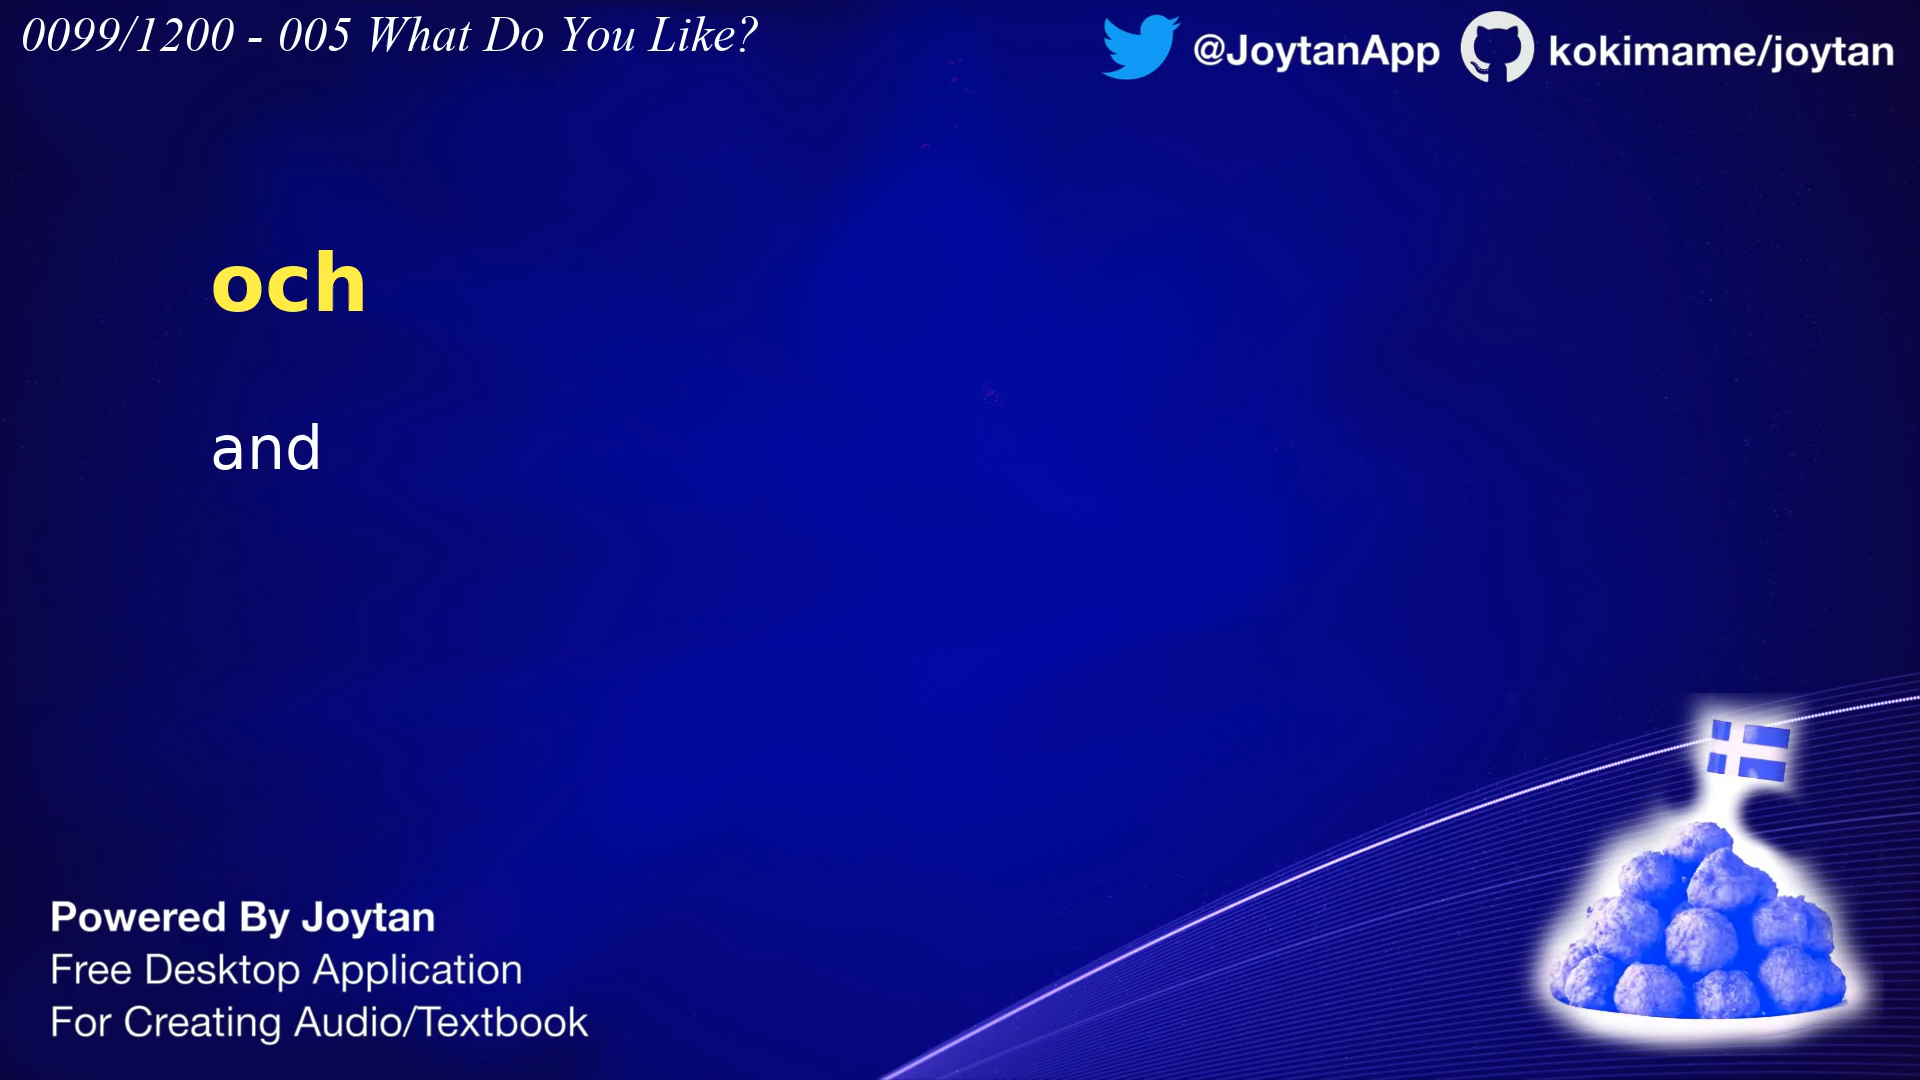 0099/1200 - 005 What Do You Like?
@JoytanApp kokimame/joytan
och
and
Powered By Joytan
Free Desktop Application
For Creating Audio/Textbook